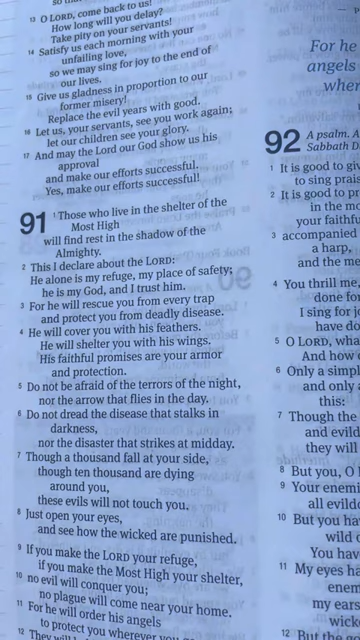 13 O LORD, come back to us!
How long will you delay?
Take pity on your servants!
14 Satisfy us each morning with your
unfailing love,
so we may sing for joy to the end of
our lives.
15 Give us gladness in proportion to our
former misery!
Replace the evil years with good.
16 Let us, your servants, see you work again;
let our children see your glory.
17 And may the Lord our God show us his
approval
and make our efforts successful.
Yes, make our efforts successful!
91 1 Those who live in the shelter of the
Most High
will find rest in the shadow of the
Almighty.
2 This I declare about the LORD:
He alone is my refuge, my place of safety;
he is my God, and I trust him.
3 For he will rescue you from every trap
and protect you from deadly disease.
4 He will cover you with his feathers.
He will shelter you with his wings.
His faithful promises are your armor
and protection.
5 Do not be afraid of the terrors of the night,
nor the arrow that flies in the day.
6 Do not dread the disease that stalks in
darkness,
nor the disaster that strikes at midday.
7 Though a thousand fall at your side,
though ten thousand are dying
around you,
these evils will not touch you.
8 Just open your eyes,
and see how the wicked are punished.
9 If you make the LORD your refuge,
if you make the Most High your shelter,
10 no evil will conquer you;
no plague will come near your home.
11 For he will order his angels
to protect you wherever you
12 They will
For he
angels
wher
92 A psalm. A
Sabbath D
1 It is good to giv
to sing prais
2 It is good to pr
in the mo
your faithfu
3 accompanied
a harp,
and the me
4 You thrill me,
done fo
I sing for jo
have do
5 O LORD, wha
And how
6 Only a simpl
and only a
this:
7 Though the
and evild
they will
8 But you, O
9 Your enemi
all evildo
10 But you ha
wild o
You hav
11 My eyes ha
enem
my ears
wick
12 But the go